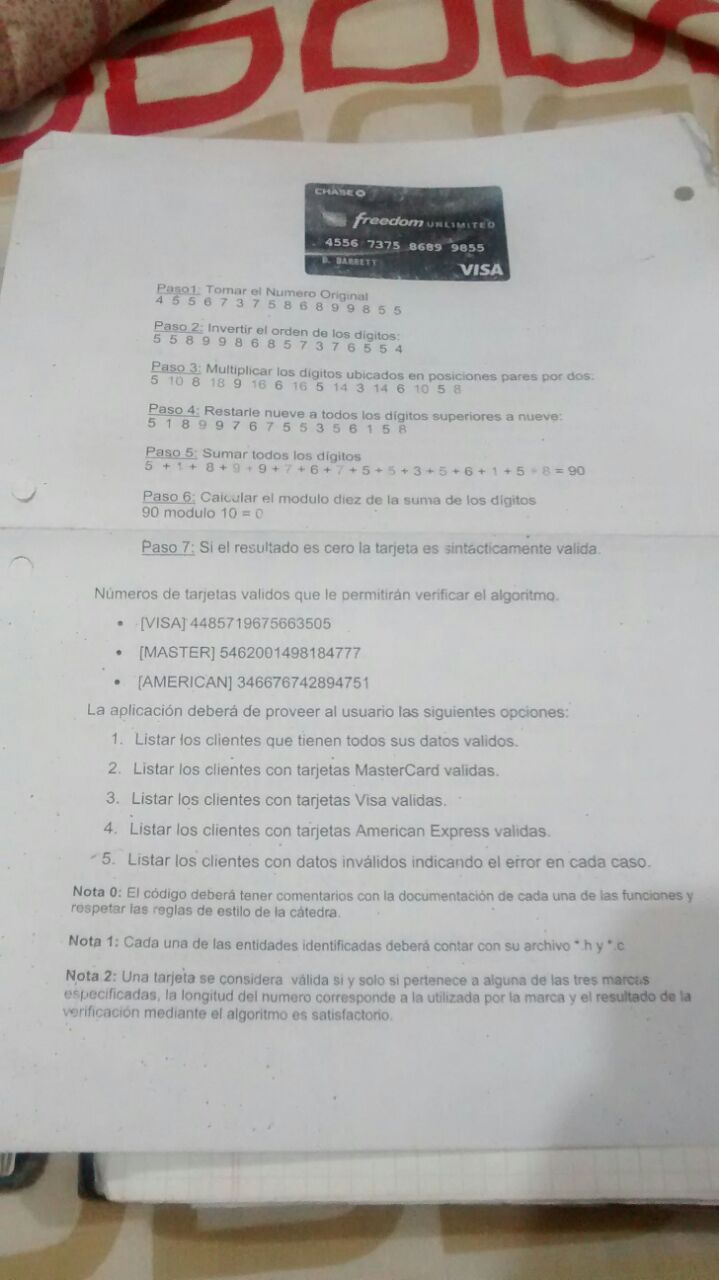 CHASE
freedom UNLIMITED
4556 7375 8689 9855
D. BARRETT
VISA
Paso1: Tomar el Numero Original
4 5 5 6 7 3 7 5 8 6 8 9 9 8 5 5
Paso 2: Invertir el orden de los dígitos:
5 5 8 9 9 8 6 8 5 7 3 7 6 5 5 4
Paso 3: Multiplicar los dígitos ubicados en posiciones pares por dos:
5 10 8 18 9 16 6 16 5 14 3 14 6 10 5 8
Paso 4: Restarle nueve a todos los dígitos superiores a nueve:
5 1 8 9 9 7 6 7 5 5 3 5 6 1 5 8
Paso 5: Sumar todos los dígitos
5 + 1 + 8 + 9 + 9 + 7 + 6 + 7 + 5 + 5 + 3 + 5 + 6 + 1 + 5 + 8 = 90
Paso 6: Calcular el modulo diez de la suma de los dígitos
90 modulo 10 = 0
Paso 7: Si el resultado es cero la tarjeta es sintácticamente valida.
Números de tarjetas validos que le permitirán verificar el algoritmo.
• [VISA] 4485719675663505
• [MASTER] 5462001498184777
• [AMERICAN] 346676742894751
La aplicación deberá de proveer al usuario las siguientes opciones:
1. Listar los clientes que tienen todos sus datos validos.
2. Listar los clientes con tarjetas MasterCard validas.
3. Listar los clientes con tarjetas Visa validas.
4. Listar los clientes con tarjetas American Express validas.
5. Listar los clientes con datos inválidos indicando el error en cada caso.
Nota 0: El código deberá tener comentarios con la documentación de cada una de las funciones y
respetar las reglas de estilo de la cátedra.
Nota 1: Cada una de las entidades identificadas deberá contar con su archivo *.h y *.c
Nota 2: Una tarjeta se considera válida si y solo si pertenece a alguna de las tres marcas
especificadas, la longitud del numero corresponde a la utilizada por la marca y el resultado de la
verificación mediante el algoritmo es satisfactorio.